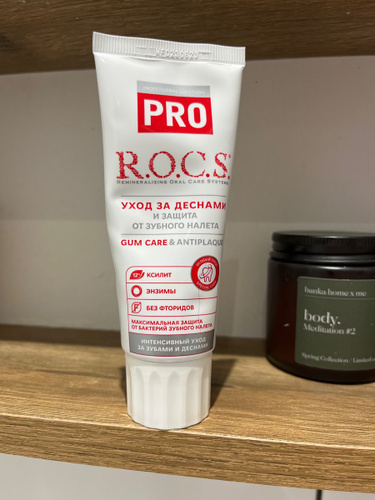 PRO
R.O.C.S.
REMINERALIZING ORAL CARE SYSTEMS
УХОД ЗА ДЕСНАМИ
И ЗАЩИТА
ОТ ЗУБНОГО НАЛЕТА
GUM CARE & ANTIPLAQUE
12% КСИЛИТ
ЭНЗИМЫ
БЕЗ ФТОРИДОВ
МАКСИМАЛЬНАЯ ЗАЩИТА
ОТ БАКТЕРИЙ ЗУБНОГО НАЛЕТА
ИНТЕНСИВНЫЙ УХОД
ЗА ЗУБАМИ И ДЕСНАМИ
banka home x me
body.
Meditation #2
Spring Collection / Limited